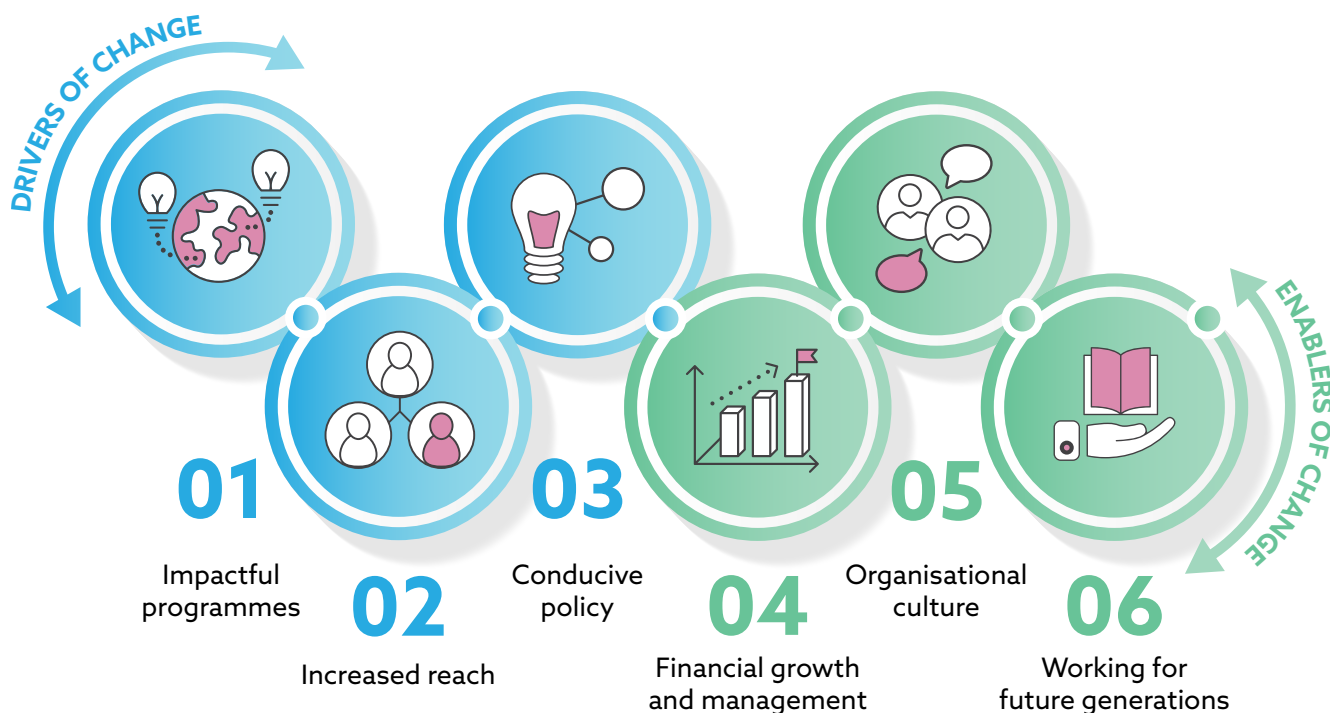 DRIVERS OF CHANGE
01
Impactful
programmes
02
Increased reach
03
Conducive
policy
04
Financial growth
and management
05
Organisational
culture
06
Working for
future generations
ENABLERS OF CHANGE